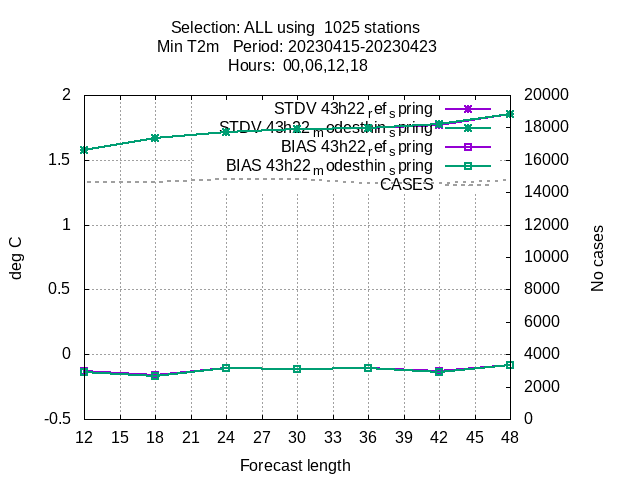 Selection: ALL using  1025 stations
Min T2m   Period: 20230415-20230423
Hours:  00,06,12,18
STDV 43h22_ref_spring
STDV 43h22_modesthin_spring
BIAS 43h22_ref_spring
BIAS 43h22_modesthin_spring
CASES
2
1.5
1
0.5
0
-0.5
deg C
20000
18000
16000
14000
12000
10000
8000
6000
4000
2000
0
No cases
12 15 18 21 24 27 30 33 36 39 42 45 48
Forecast length